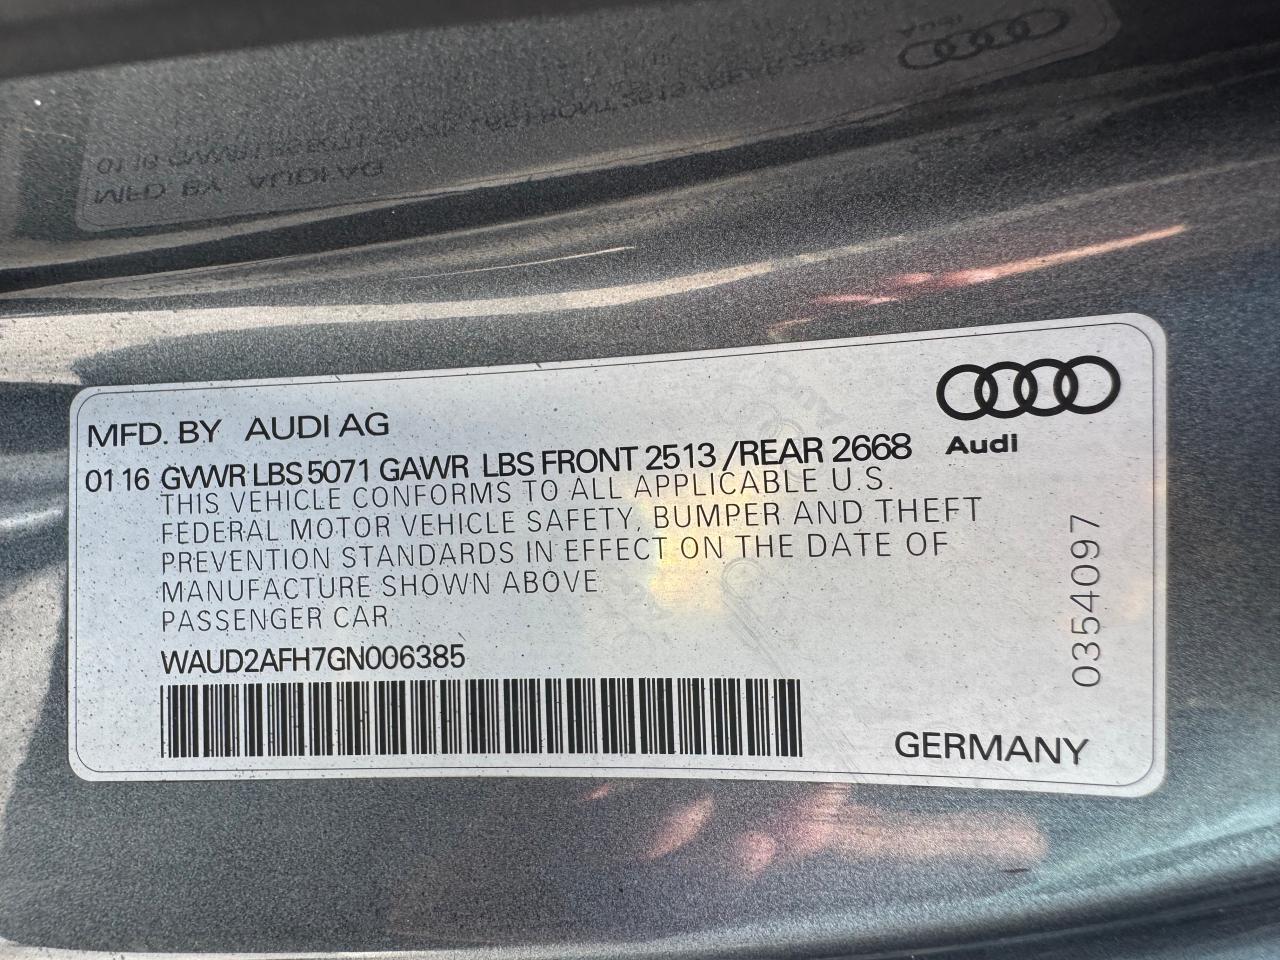 MFD. BY AUDI AG
01 16 GVWR LBS 5071 GAWR LBS FRONT 2513 /REAR 2668
THIS VEHICLE CONFORMS TO ALL APPLICABLE U.S.
FEDERAL MOTOR VEHICLE SAFETY, BUMPER AND THEFT
PREVENTION STANDARDS IN EFFECT ON THE DATE OF
MANUFACTURE SHOWN ABOVE.
PASSENGER CAR
WAUD2AFH7GN006385
Audi
0354097
GERMANY